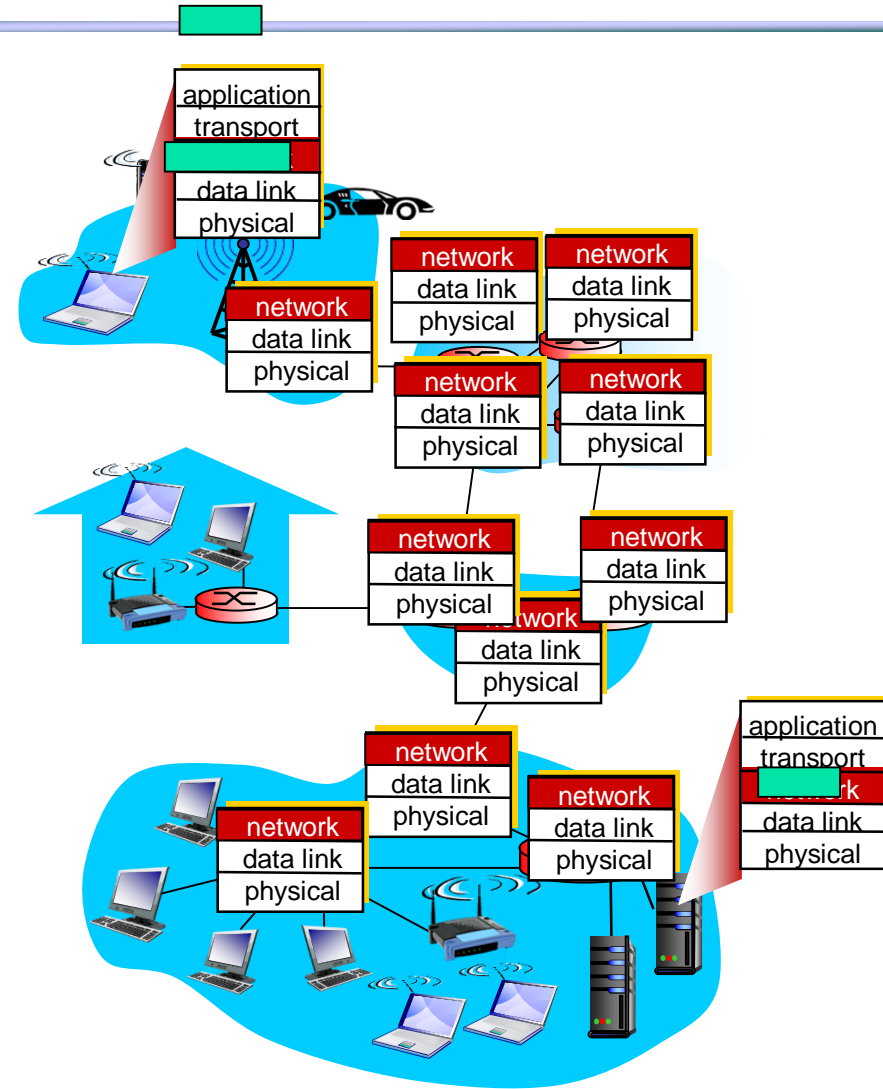 application
transport
data link
physical
network
data link
physical
network
data link
physical
network
data link
physical
network
data link
physical
network
data link
physical
network
data link
physical
network
data link
physical
network
data link
physical
application
transport
network
data link
physical
network
data link
physical
network
data link
physical
network
data link
physical